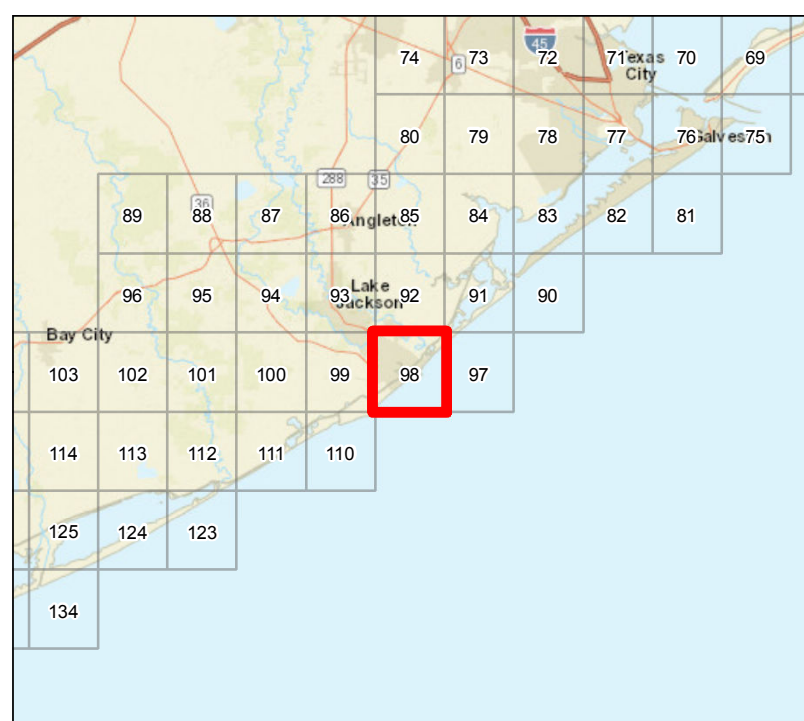 74 6 73 45 72 71 Texas City 70 69
80 79 78 77 76 Galveston 75
288 35
89 36 88 87 86 Angleton 85 84 83 82 81
96 95 94 93 Lake Jackson 92 91 90
Bay City
103 102 101 100 99 98 97
114 113 112 111 110
125 124 123
134